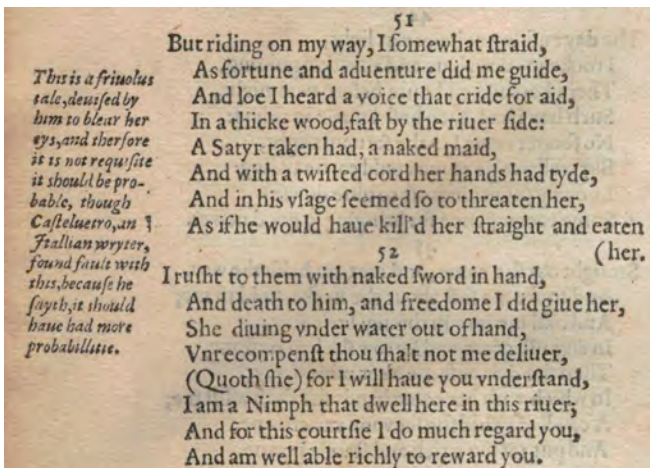 51
But riding on my way, I ſomewhat ſtraid,
As fortune and aduenture did me guide,
And loe I heard a voice that cride for aid,
In a thicke wood, faſt by the riuer ſide:
A Satyr taken had, a naked maid,
And with a twiſted cord her hands had tyde,
And in his vſage ſeemed ſo to threaten her,
As if he would haue kill'd her ſtraight and eaten
(her.
52
I ruſht to them with naked ſword in hand,
And death to him, and freedome I did giue her,
She diuing vnder water out of hand,
Vnrecompenſt thou ſhalt not me deliuer,
(Quoth ſhe) for I will haue you vnderſtand,
I am a Nimph that dwell here in this riuer;
And for this courtſie I do much regard you,
And am well able richly to reward you.
This is a friuolus
tale, deuiſed by
him to blear her
eys, and therfore
it is not requiſite
it ſhould be pro-
bable, though
Caſteluetro, an
Itallian wryter,
found fault with
this, becauſe he
ſayth, it ſhould
haue had more
probabillitie.